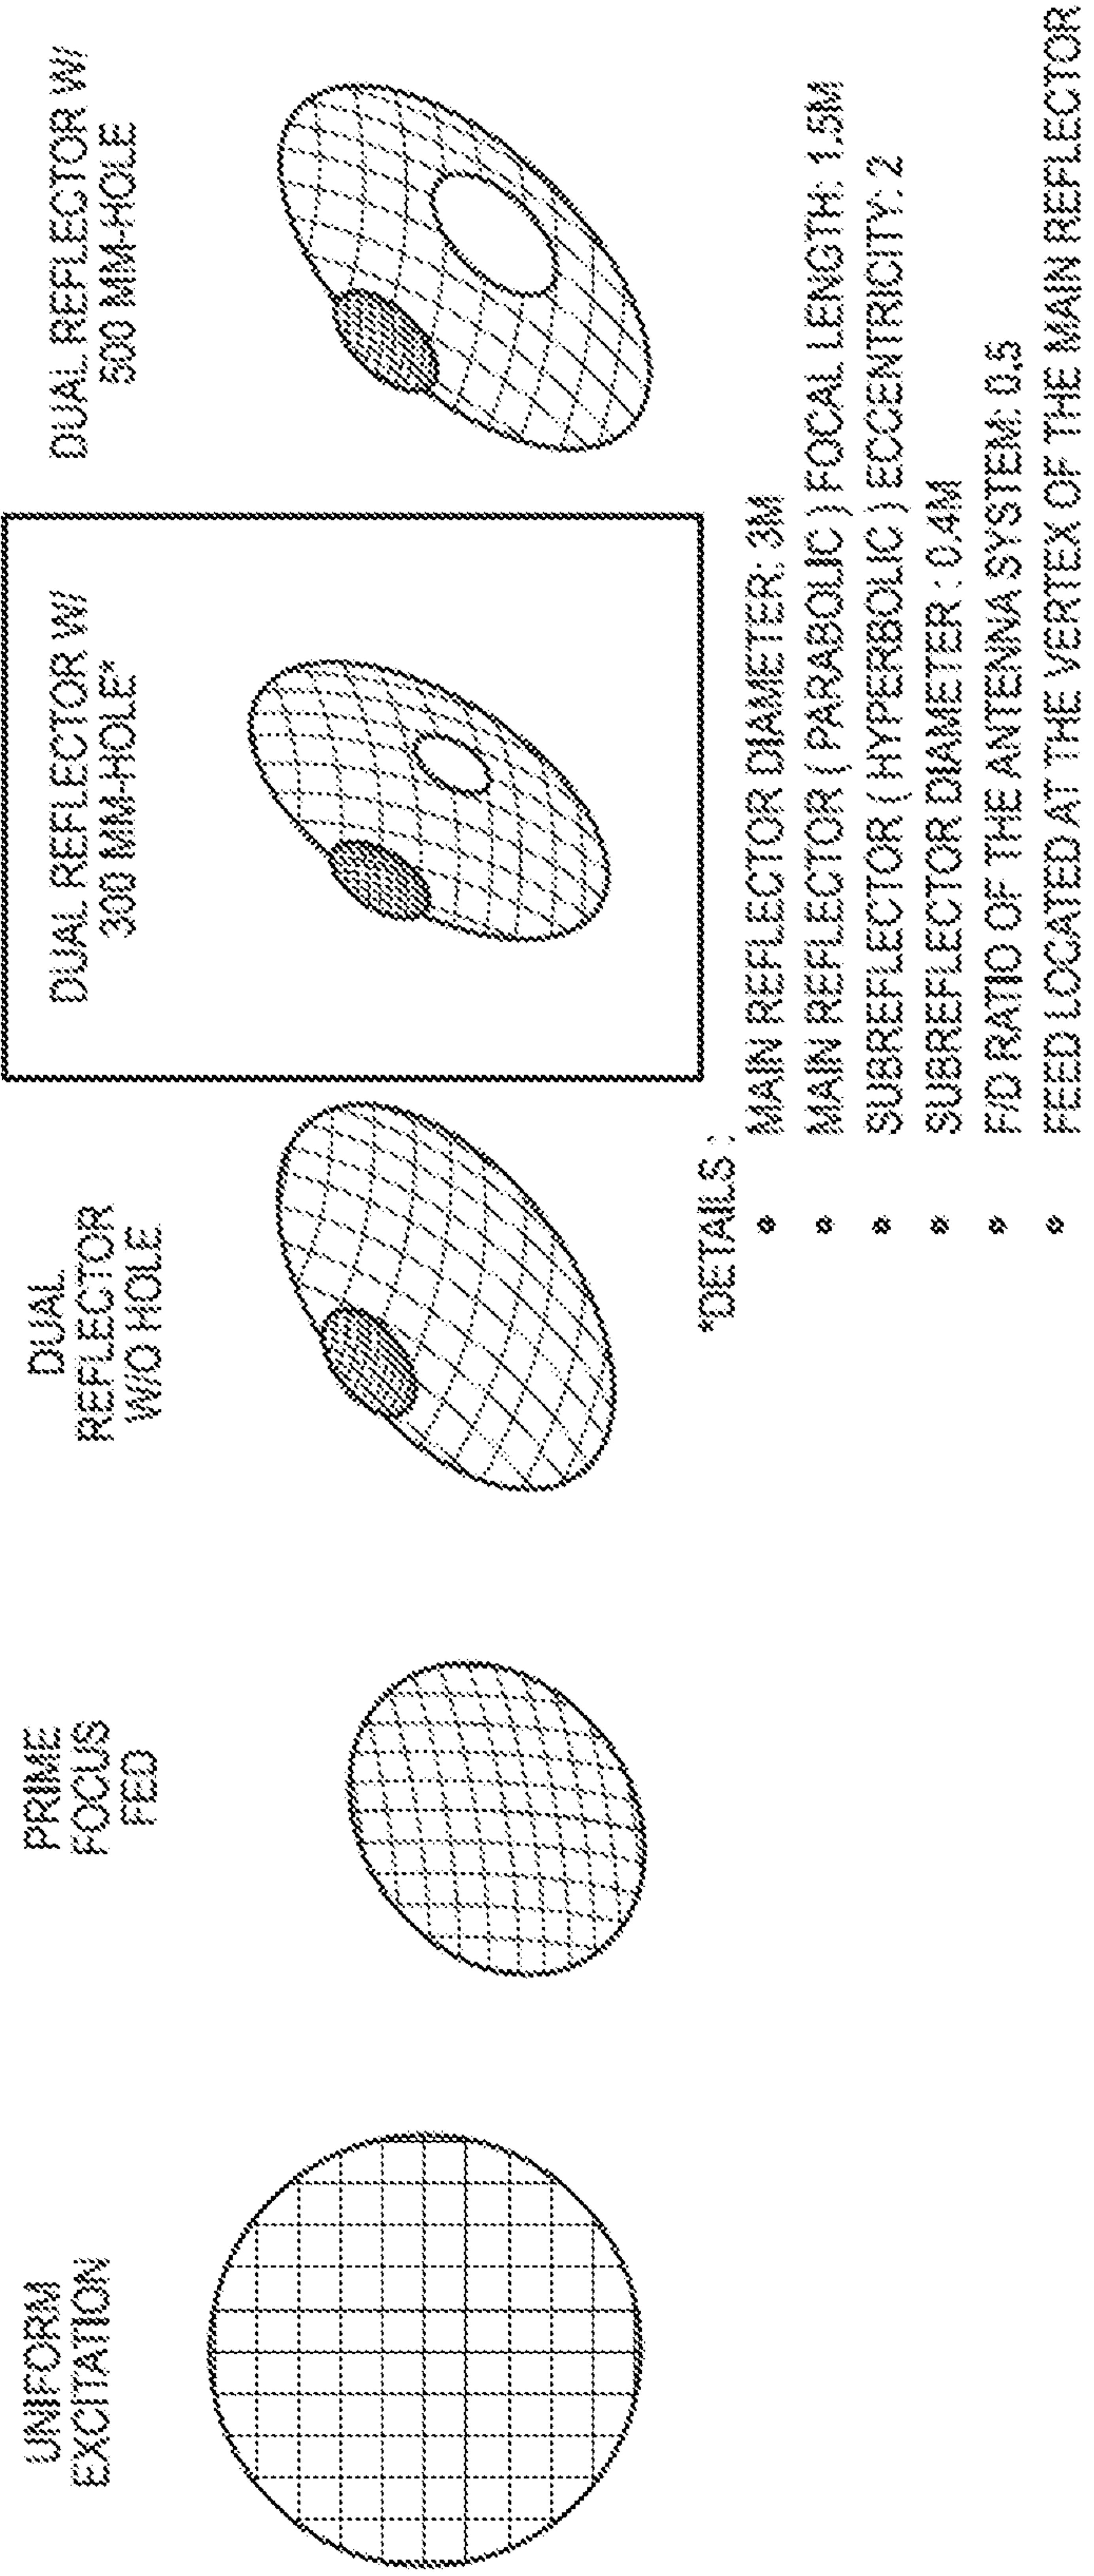 UNIFORM
EXCITATION
PRIME
FOCUS
FED
DUAL
REFLECTOR
W/O HOLE
DUAL REFLECTOR W/
300 MM-HOLE*
DUAL REFLECTOR W/
500 MM-HOLE
*DETAILS :
• MAIN REFLECTOR DIAMETER: 3M
• MAIN REFLECTOR ( PARABOLIC ) FOCAL LENGTH: 1.5M
• SUBREFLECTOR ( HYPERBOLIC ) ECCENTRICITY: 2
• SUBREFLECTOR DIAMETER : 0.4M
• F/D RATIO OF THE ANTENNA SYSTEM: 0.5
• FEED LOCATED AT THE VERTEX OF THE MAIN REFLECTOR